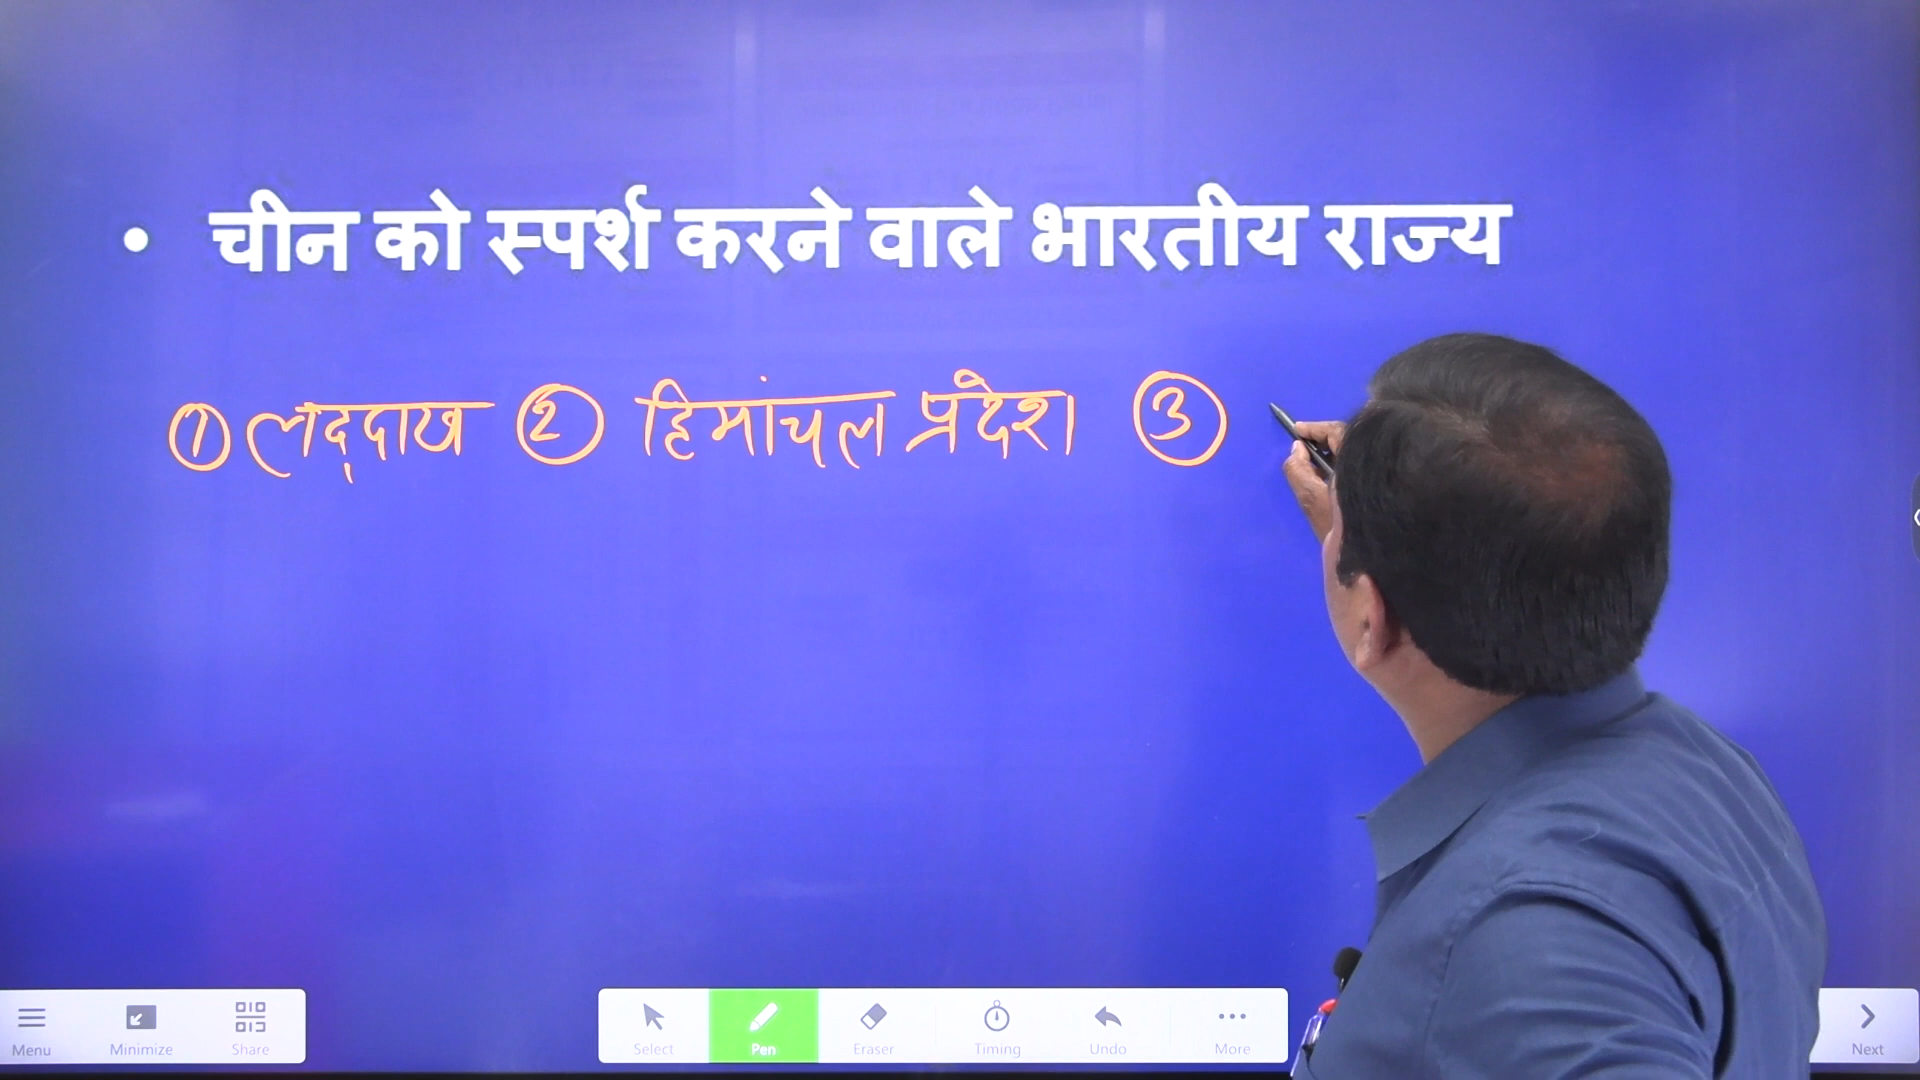 • चीन को स्पर्श करने वाले भारतीय राज्य
① लद्दाख ② हिमांचल प्रदेश ③
Menu Minimize Share Select Pen Eraser Timing Undo More Next